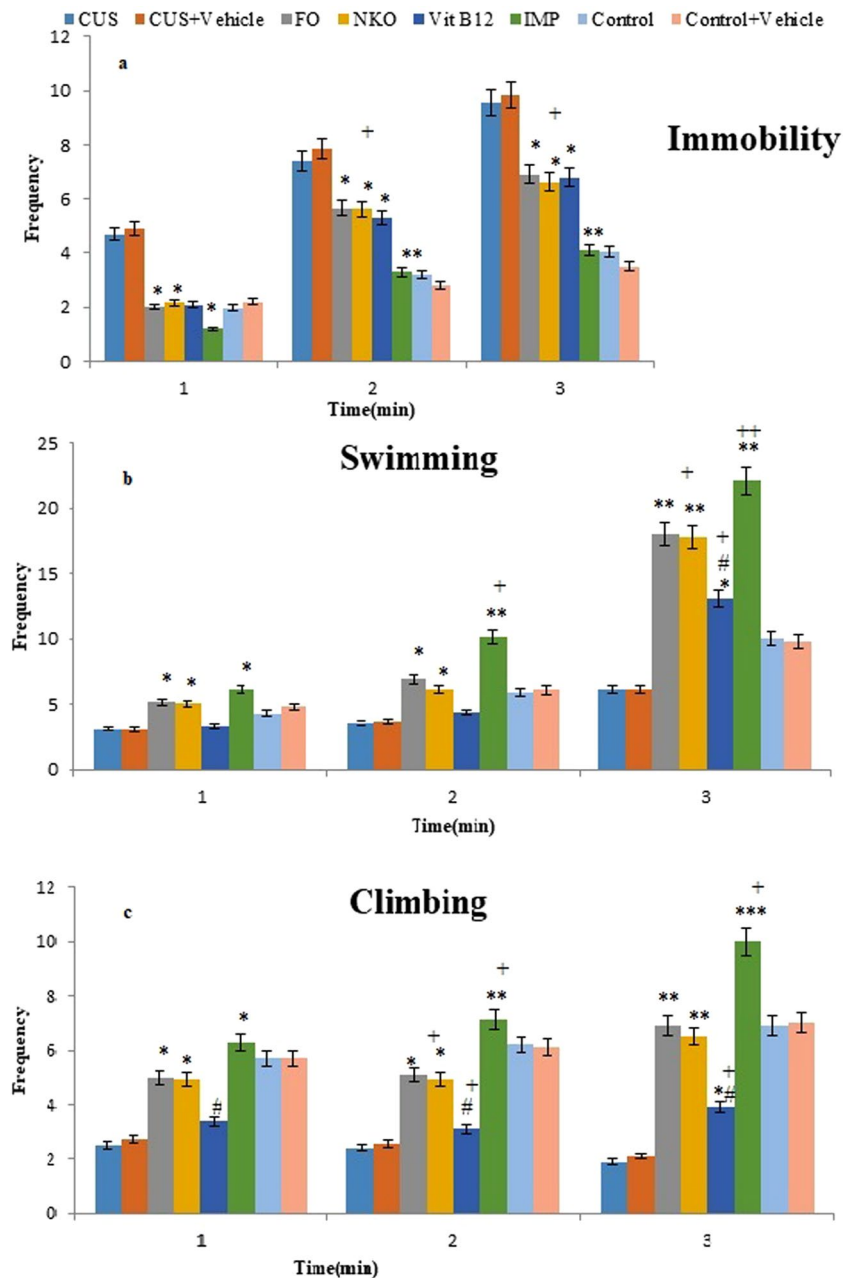 CUS CUS+Vehicle FO NKO Vit B12 IMP Control Control+Vehicle
12
a
10
+
+
Immobility
8
* * *
* * *
6
Frequency
**
**
4
* * *
2
0
1 2 3
Time(min)
25
++
**
Swimming
b
20
** + **
+
#
*
15
Frequency
+
**
10
* * *
* *
5
0
1 2 3
Time(min)
12
+
***
c
Climbing
10
+
**
** **
8
* * *
* + *
+
*#
6
Frequency
#
+
#
4
2
0
1 2 3
Time(min)